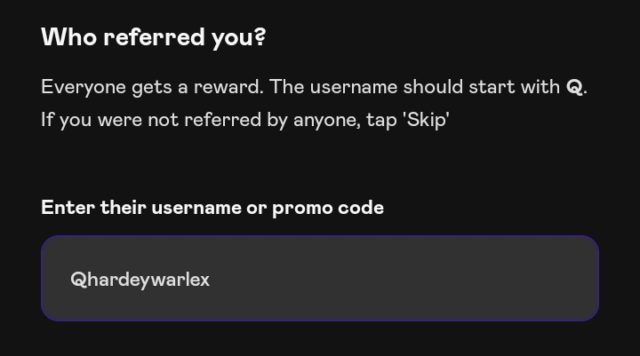 Who referred you?
Everyone gets a reward. The username should start with Q.
If you were not referred by anyone, tap 'Skip'
Enter their username or promo code
Qhardeywarlex